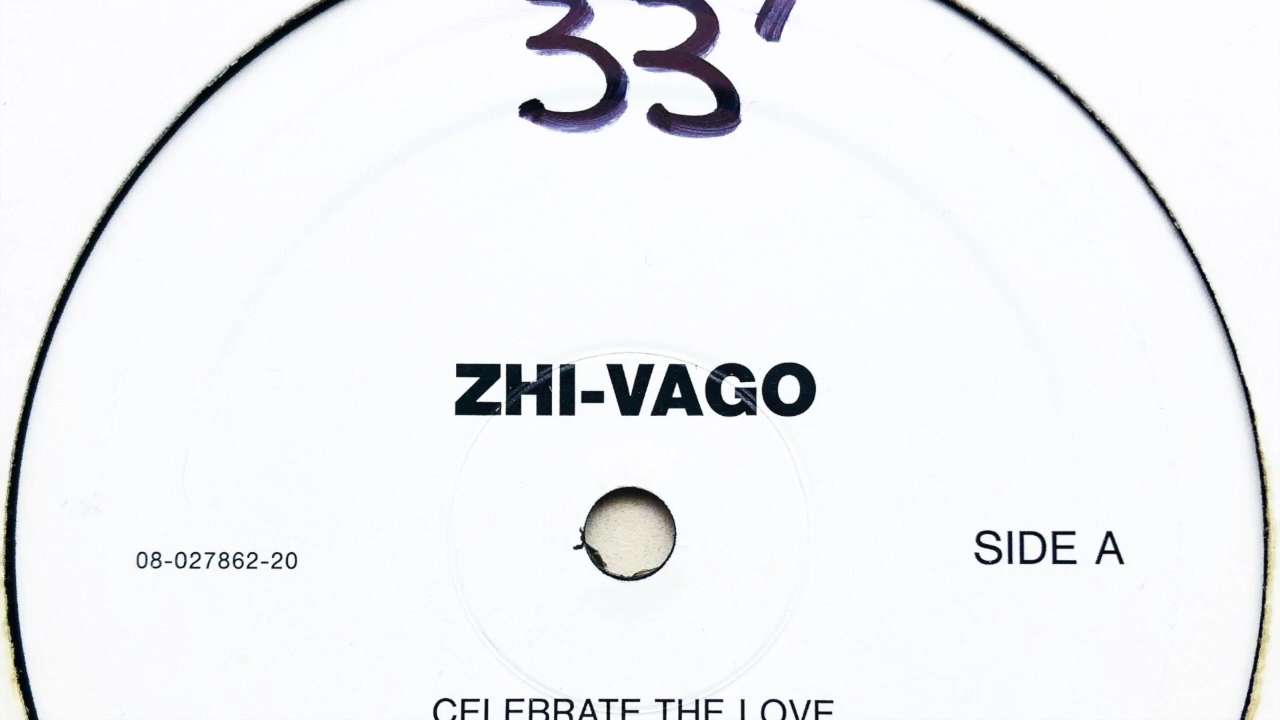 33'
ZHI-VAGO
08-027862-20
SIDE A
CELEBRATE THE LOVE